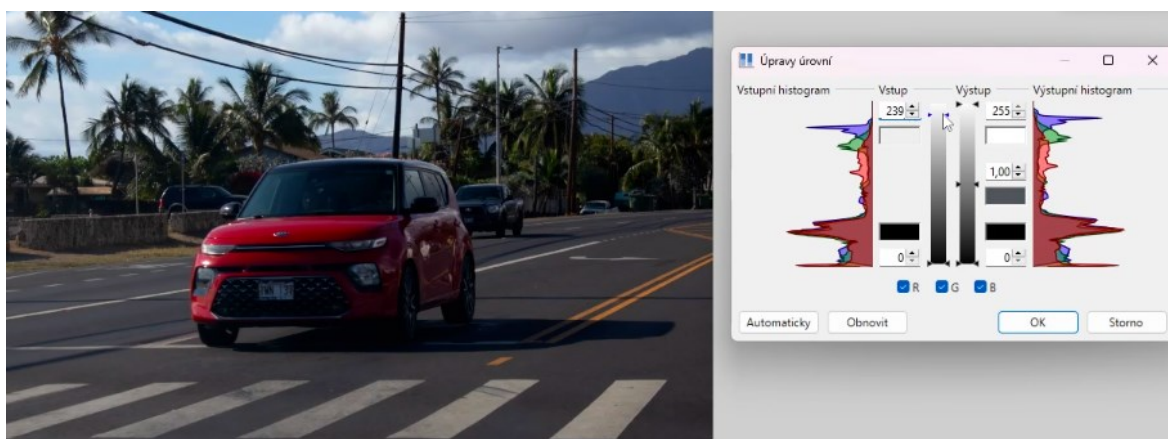 Úpravy úrovní
Vstupní histogram Vstup Výstup Výstupní histogram
239 255
1,00
0 0
R G B
Automaticky Obnovit OK Storno